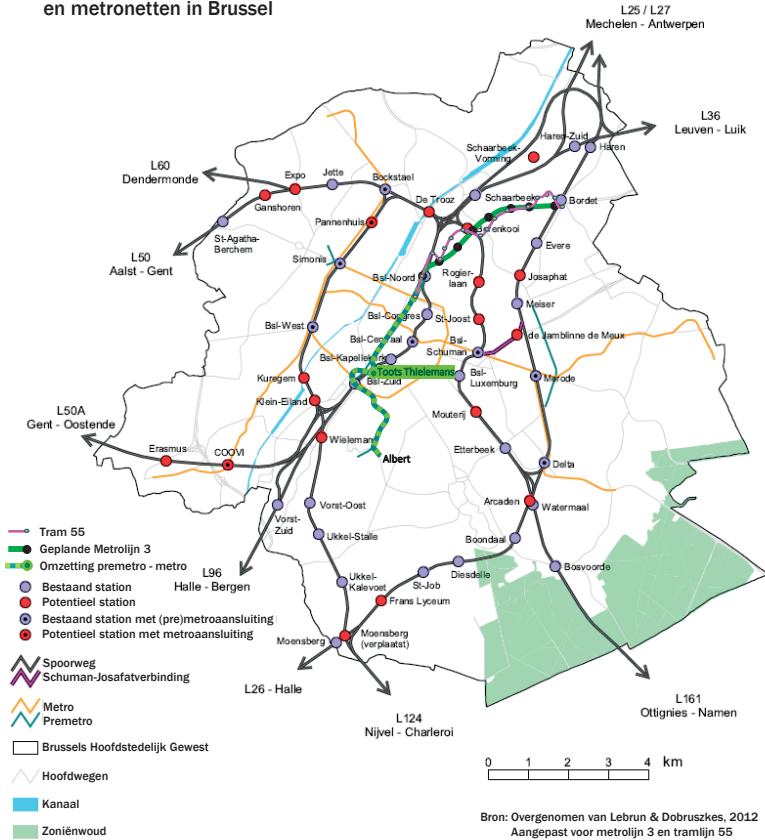 en metronetten in Brussel
L25 / L27
Mechelen - Antwerpen
L36
Leuven - Luik
Haren-Zuid
Haren
Schaarbeek-
Vorming
L60
Dendermonde
Expo
Jette
Bockstael
Ganshoren
De Trooz
Schaarbeek
Bordet
Pannenhuis
St-Agatha-
Berchem
Evere
L50
Aalst - Gent
Simonis
Bsl-Noord
Rogier-
laan
Josaphat
Meiser
Bsl-Congres
St-Joost
Bsl-West
Bsl-Centraal
Bsl-
Schuman
de Jamblinne de Meux
Bsl-Kapellekerk
Toots Thielemans
Kuregem
Bsl-Zuid
Bsl-
Luxemburg
Merode
Klein-Eiland
L50A
Gent - Oostende
Mouterij
Wieleman
Erasmus
COOVI
Albert
Etterbeek
Delta
Arcaden
Watermaal
Vorst-
Zuid
Vorst-Oost
Ukkel-Stalle
Boondaal
Bosvoorde
Diesdelle
St-Job
Ukkel-
Kalevoet
Frans Lyceum
L96
Halle - Bergen
Moensberg
Moensberg
(verplaatst)
L26 - Halle
L124
Nijvel - Charleroi
L161
Ottignies - Namen
Tram 55
Geplande Metrolijn 3
Omzetting premetro - metro
Bestaand station
Potentieel station
Bestaand station met (pre)metroaansluiting
Potentieel station met metroaansluiting
Spoorweg
Schuman-Josafatverbinding
Metro
Premetro
Brussels Hoofdstedelijk Gewest
Hoofdwegen
Kanaal
Zoniënwoud
0 1 2 3 4 km
Bron: Overgenomen van Lebrun & Dobruszkes, 2012
Aangepast voor metrolijn 3 en tramlijn 55